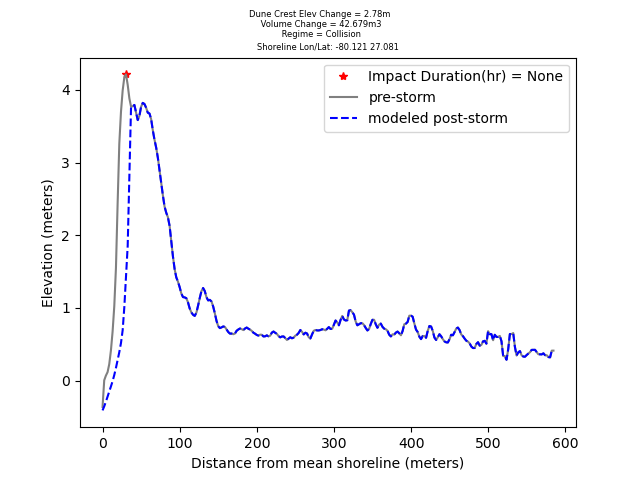 Dune Crest Elev Change = 2.78m
Volume Change = 42.679m3
Regime = Collision
Shoreline Lon/Lat: -80.121 27.081
Impact Duration(hr) = None
pre-storm
modeled post-storm
Elevation (meters)
4
3
2
1
0
0 100 200 300 400 500 600
Distance from mean shoreline (meters)